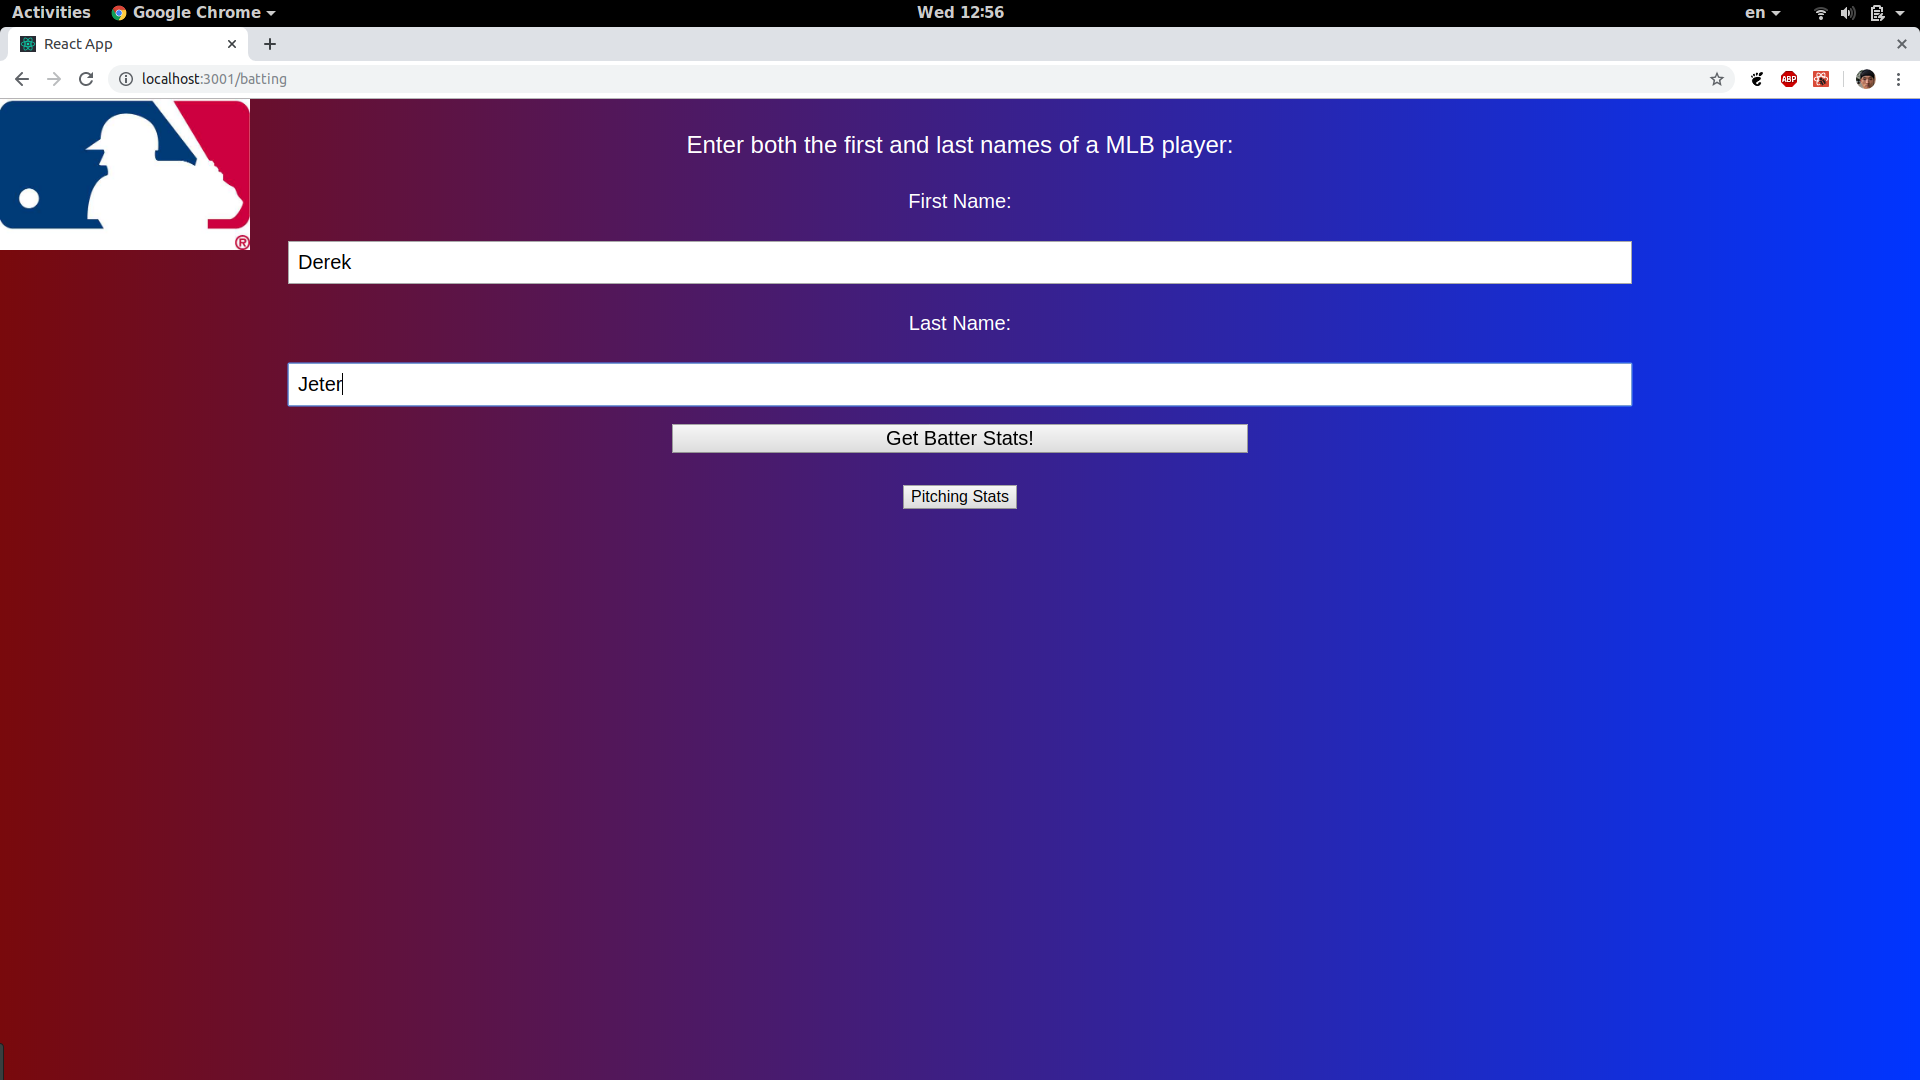 Activities Google Chrome Wed 12:56 en
React App
localhost:3001/batting ABP
Enter both the first and last names of a MLB player:
First Name:
®
Derek
Last Name:
Jeter
Get Batter Stats!
Pitching Stats